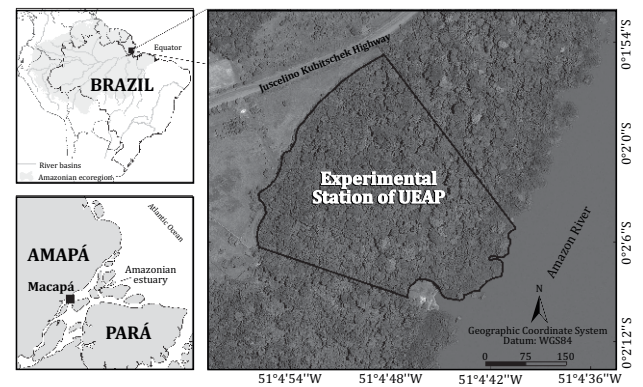 Equator
BRAZIL
River basins
Amazonian ecoregion
Atlantic Ocean
AMAPÁ
Macapá
Amazonian
estuary
PARÁ
Juscelino Kubitschek Highway
Experimental
Station of UEAP
Amazon River
N
Geographic Coordinate System
Datum: WGS84
0 75 150
0°1'54"S
0°2'0"S
0°2'6"S
0°2'12"S
51°4'54"W 51°4'48"W 51°4'42"W 51°4'36"W